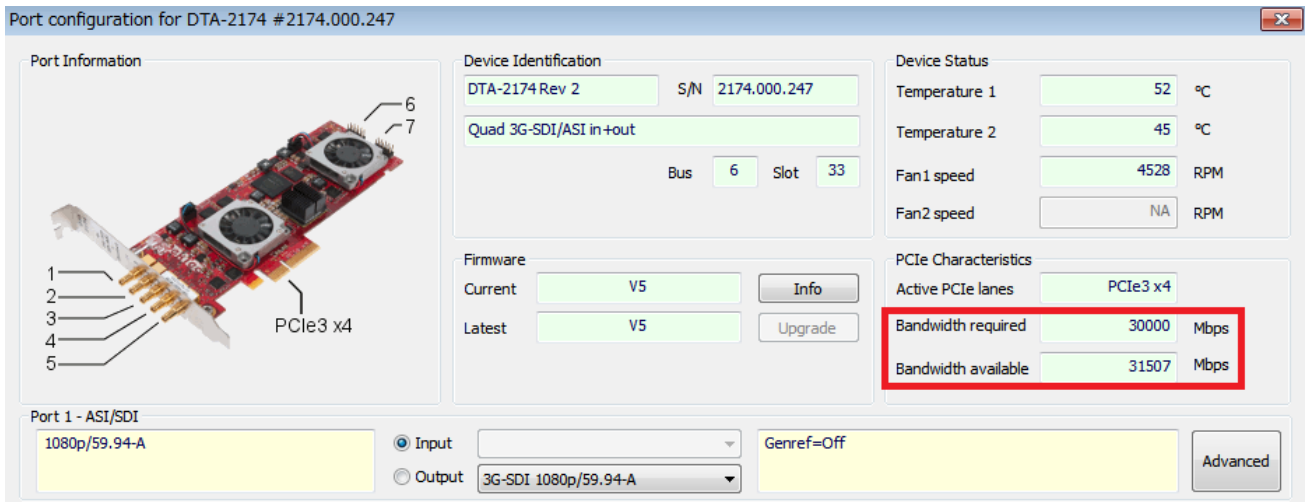 Port configuration for DTA-2174 #2174.000.247
Port Information
6
7
1
2
3
4
5
PCIe3 x4
Device Identification
DTA-2174 Rev 2 S/N 2174.000.247
Quad 3G-SDI/ASI in+out
Bus 6 Slot 33
Device Status
Temperature 1 52 ºC
Temperature 2 45 ºC
Fan1 speed 4528 RPM
Fan2 speed NA RPM
Firmware
Current V5 Info
Latest V5 Upgrade
PCIe Characteristics
Active PCIe lanes PCIe3 x4
Bandwidth required 30000 Mbps
Bandwidth available 31507 Mbps
Port 1 - ASI/SDI
1080p/59.94-A
Input
Output 3G-SDI 1080p/59.94-A
Genref=Off
Advanced